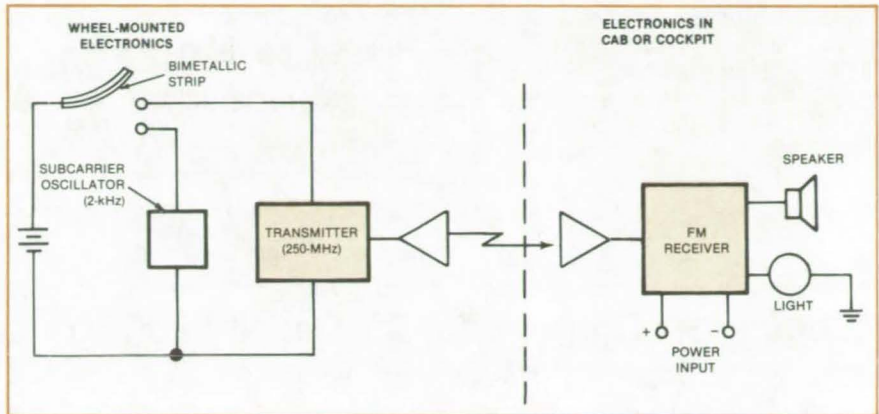 WHEEL-MOUNTED
ELECTRONICS
BIMETALLIC
STRIP
SUBCARRIER
OSCILLATOR
(2-kHz)
TRANSMITTER
(250-MHz)
ELECTRONICS IN
CAB OR COCKPIT
SPEAKER
FM
RECEIVER
LIGHT
+
−
POWER
INPUT